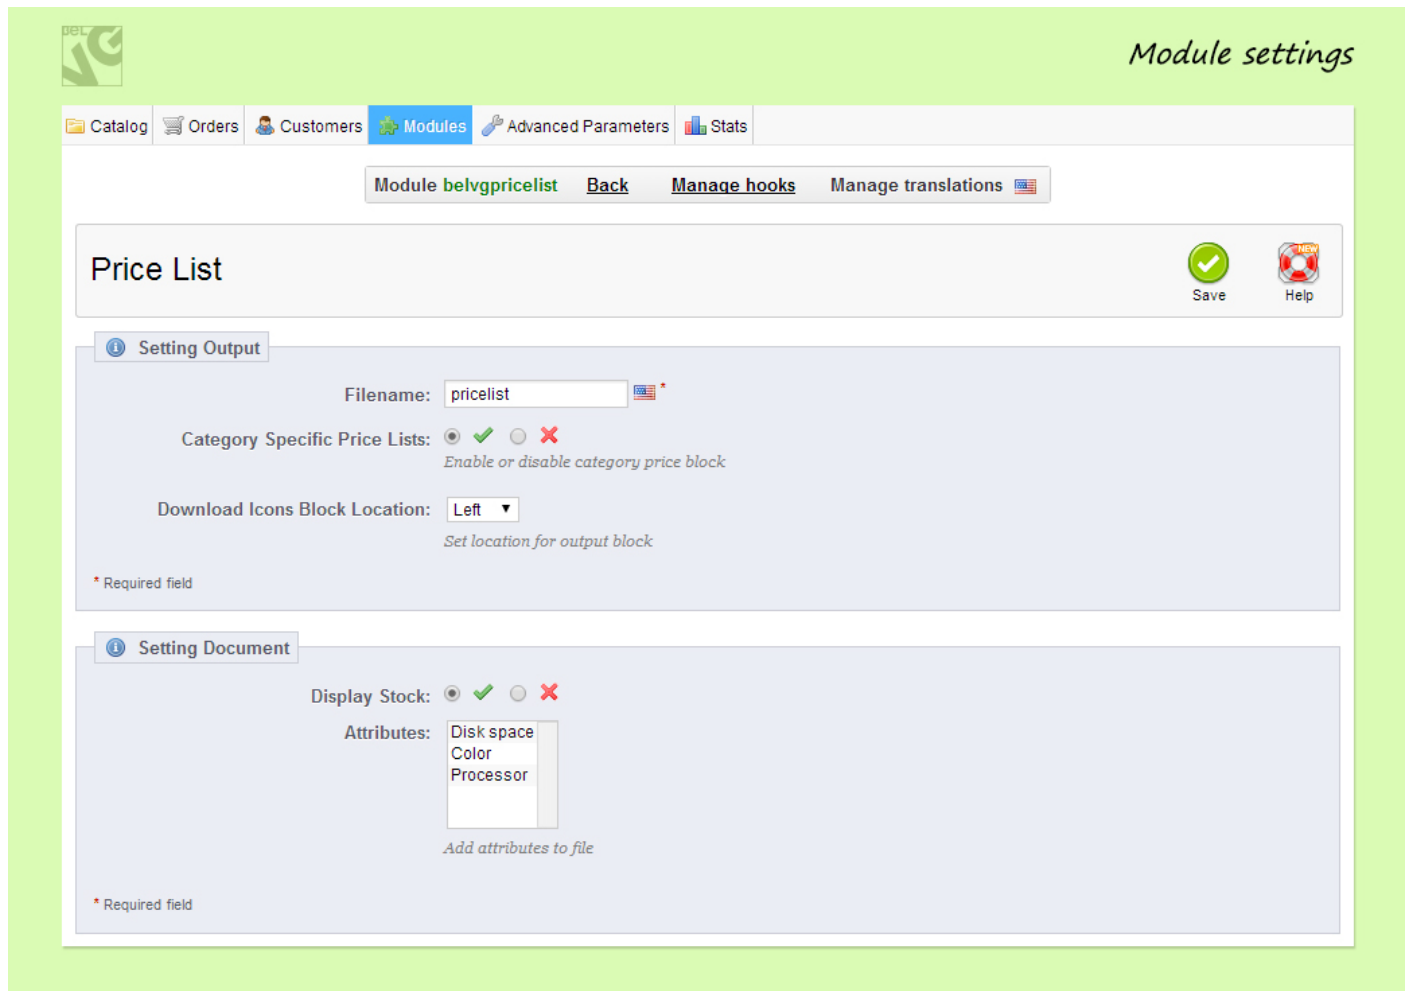 BEL
VG
Module settings
Catalog Orders Customers Modules Advanced Parameters Stats
Module belvgpricelist Back Manage hooks Manage translations
Price List
NEW
Save Help
Setting Output
Filename: pricelist *
Category Specific Price Lists:
Enable or disable category price block
Download Icons Block Location: Left
Set location for output block
* Required field
Setting Document
Display Stock:
Attributes: Disk space
Color
Processor
Add attributes to file
* Required field